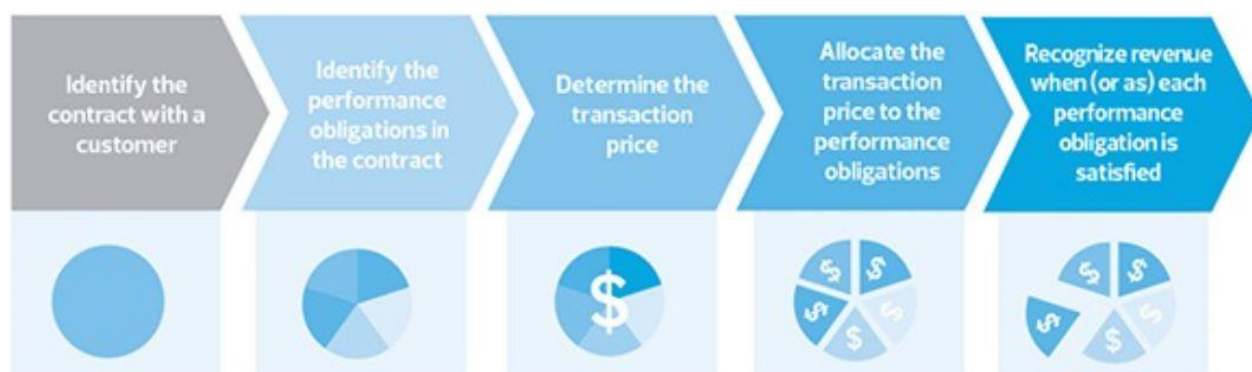 Identify the
contract with a
customer
Identify the
performance
obligations in
the contract
Determine the
transaction
price
Allocate the
transaction
price to the
performance
obligations
Recognize revenue
when (or as) each
performance
obligation is
satisfied
$
$
$
$
$
$
$
$
$
$
$